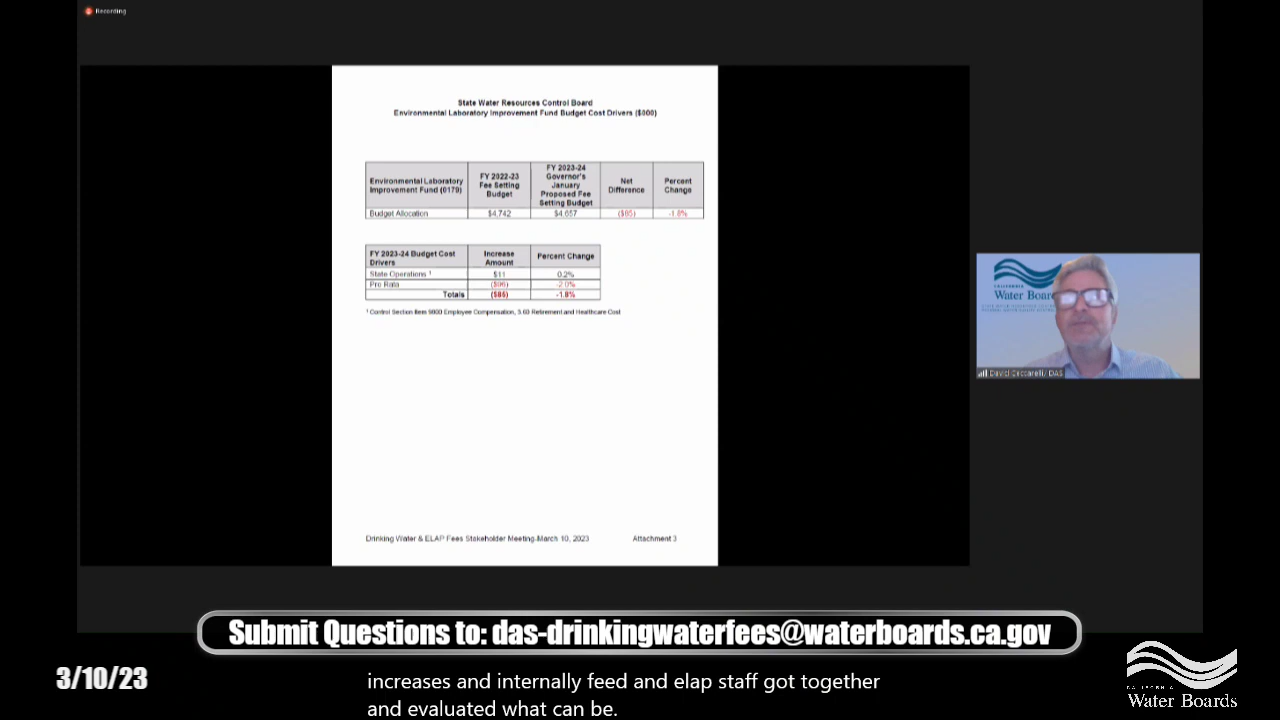 Recording
State Water Resources Control Board
Environmental Laboratory Improvement Fund Budget Cost Drivers ($000)
Environmental Laboratory Improvement Fund (0179) FY 2022-23 Fee Setting Budget FY 2023-24 Governor's January Proposed Fee Setting Budget Net Difference Percent Change
Budget Allocation $4,742 $4,657 ($85) -1.8%
FY 2023-24 Budget Cost Drivers Increase Amount Percent Change
State Operations ¹ $11 0.2%
Pro Rata ($96) -2.0%
Totals ($85) -1.8%
¹ Control Section Item 9800 Employee Compensation, 3.60 Retirement and Healthcare Cost
Drinking Water & ELAP Fees Stakeholder Meeting-March 10, 2023 Attachment 3
CALIFORNIA
Water Boar
David Ceccarelli/ DAS
Submit Questions to: das-drinkingwaterfees@waterboards.ca.gov
3/10/23
increases and internally feed and elap staff got together
and evaluated what can be.
CALIFORNIA
Water Boards